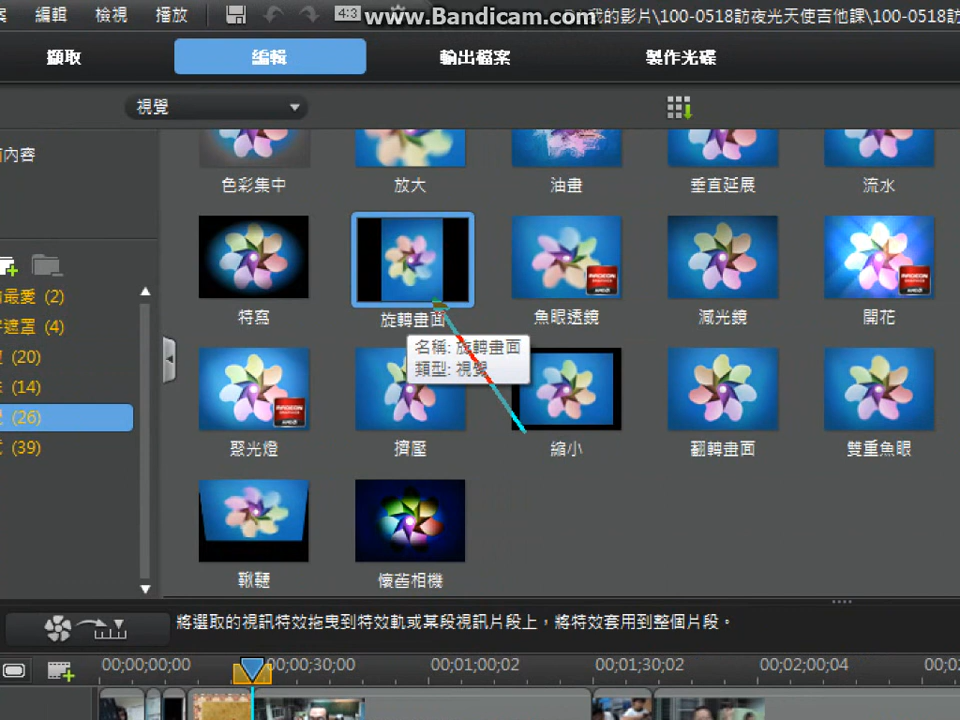 編輯 檢視 播放 4:3 www.Bandicam.com 我的影片\100-0518訪夜光天使吉他課\100-0518訪
擷取 編輯 輸出檔案 製作光碟
視覺
內容
色彩集中 放大 油畫 垂直延展 流水
最愛 (2)
遮罩 (4)
(20)
(14)
(26)
(39)
特寫 旋轉畫面 魚眼透鏡 減光鏡 開花
名稱: 旋轉畫面
類型: 視覺
聚光燈 擠壓 縮小 翻轉畫面 雙重魚眼
鞦韆 懷舊相機
將選取的視訊特效拖曳到特效軌或某段視訊片段上，將特效套用到整個片段。
00;00;00;00 00;00;30;00 00;01;00;02 00;01;30;02 00;02;00;04 00;02